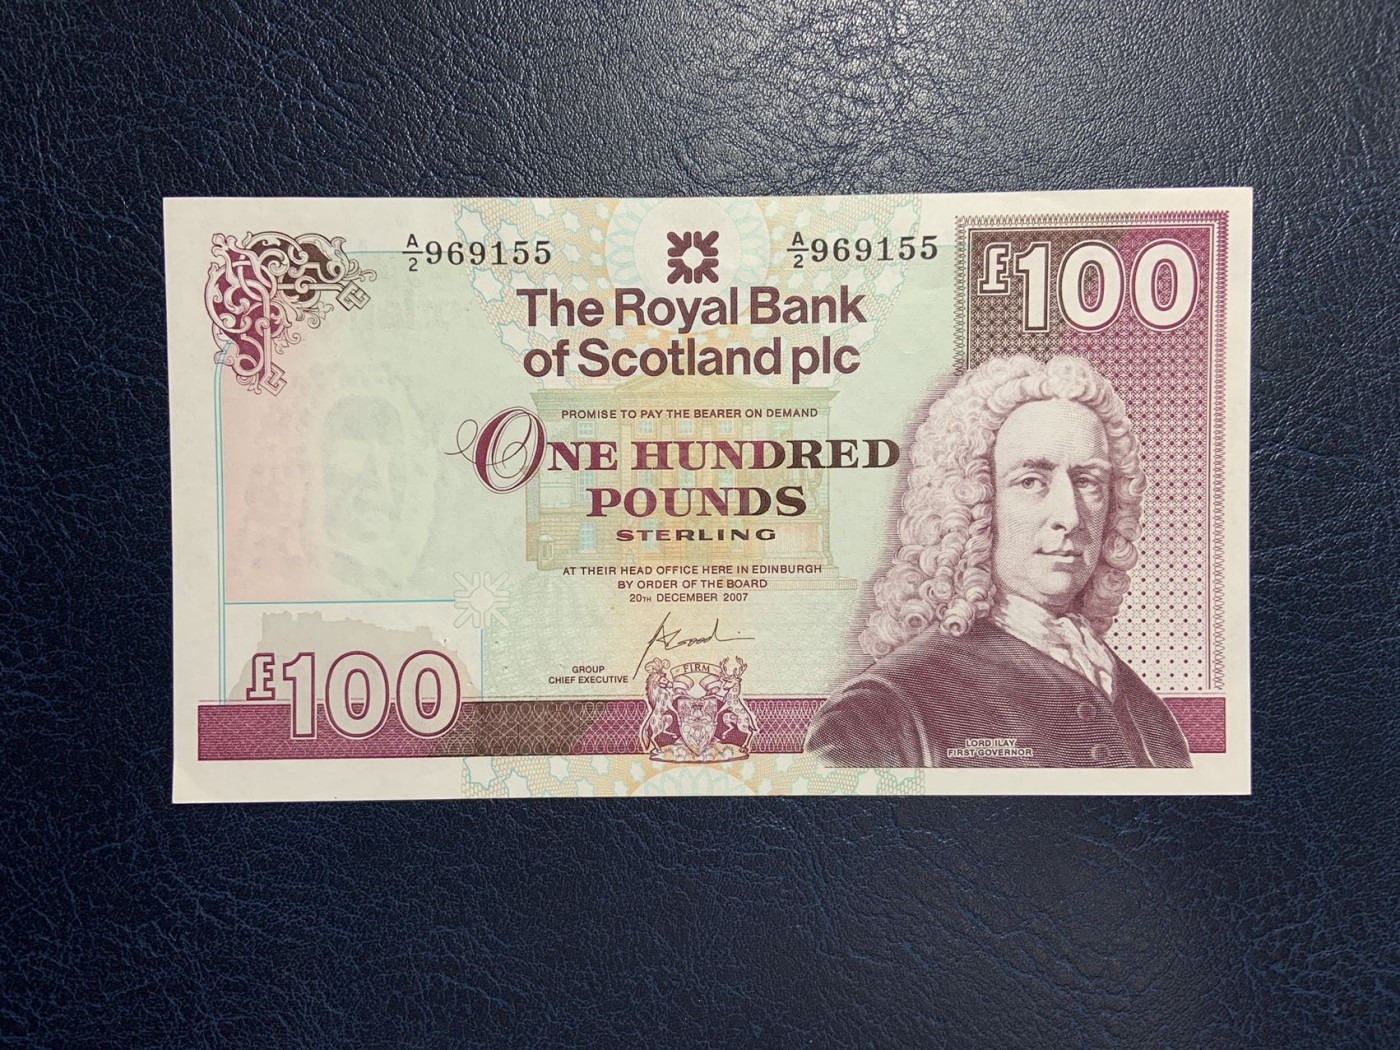 A/2 969155
A/2 969155
£100
The Royal Bank
of Scotland plc
PROMISE TO PAY THE BEARER ON DEMAND
ONE HUNDRED
POUNDS
STERLING
AT THEIR HEAD OFFICE HERE IN EDINBURGH
BY ORDER OF THE BOARD
20TH DECEMBER 2007
GROUP
CHIEF EXECUTIVE
FIRM
£100
LORD ILAY
FIRST GOVERNOR